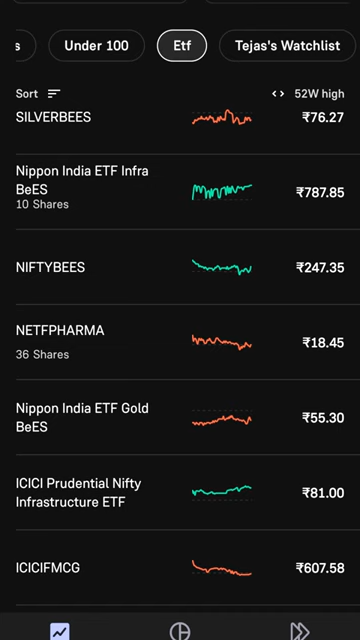 s
Under 100
Etf
Tejas's Watchlist
Sort
<> 52W high
SILVERBEES
₹76.27
Nippon India ETF Infra
BeES
10 Shares
₹787.85
NIFTYBEES
₹247.35
NETFPHARMA
36 Shares
₹18.45
Nippon India ETF Gold
BeES
₹55.30
ICICI Prudential Nifty
Infrastructure ETF
₹81.00
ICICIFMCG
₹607.58